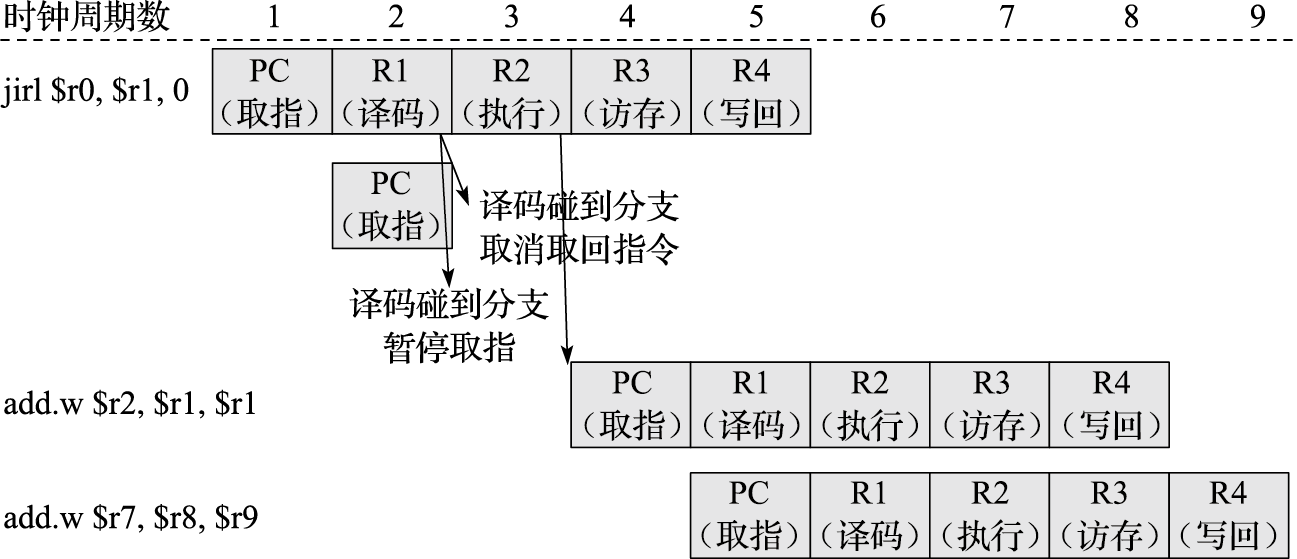 时钟周期数 1 2 3 4 5 6 7 8 9
jirl $r0, $r1, 0
PC R1 R2 R3 R4
（取指） （译码） （执行） （访存） （写回）
PC
（取指）
译码碰到分支
取消取回指令
译码碰到分支
暂停取指
add.w $r2, $r1, $r1
PC R1 R2 R3 R4
（取指） （译码） （执行） （访存） （写回）
add.w $r7, $r8, $r9
PC R1 R2 R3 R4
（取指） （译码） （执行） （访存） （写回）